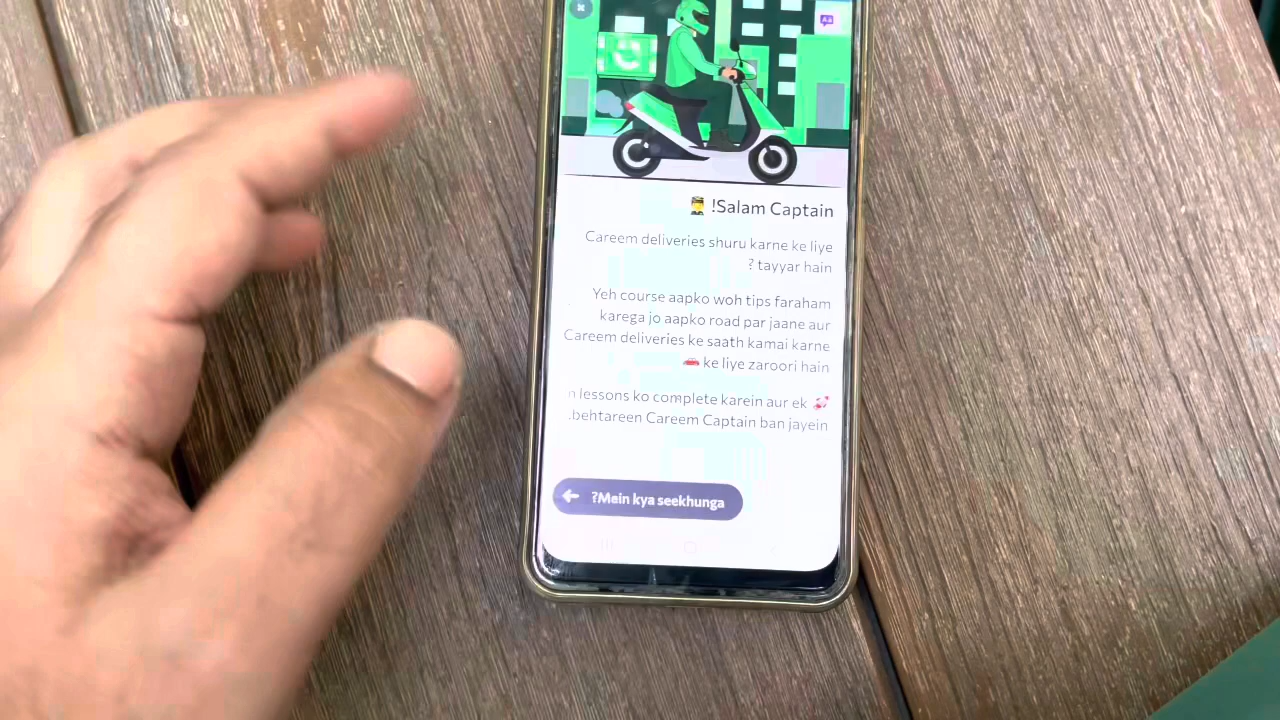 !Salam Captain
Careem deliveries shuru karne ke liye
? tayyar hain
Yeh course aapko woh tips faraham
karega jo aapko road par jaane aur
Careem deliveries ke saath kamai karne
ke liye zaroori hain
lessons ko complete karein aur ek
.behtareen Careem Captain ban jayein
?Mein kya seekhunga